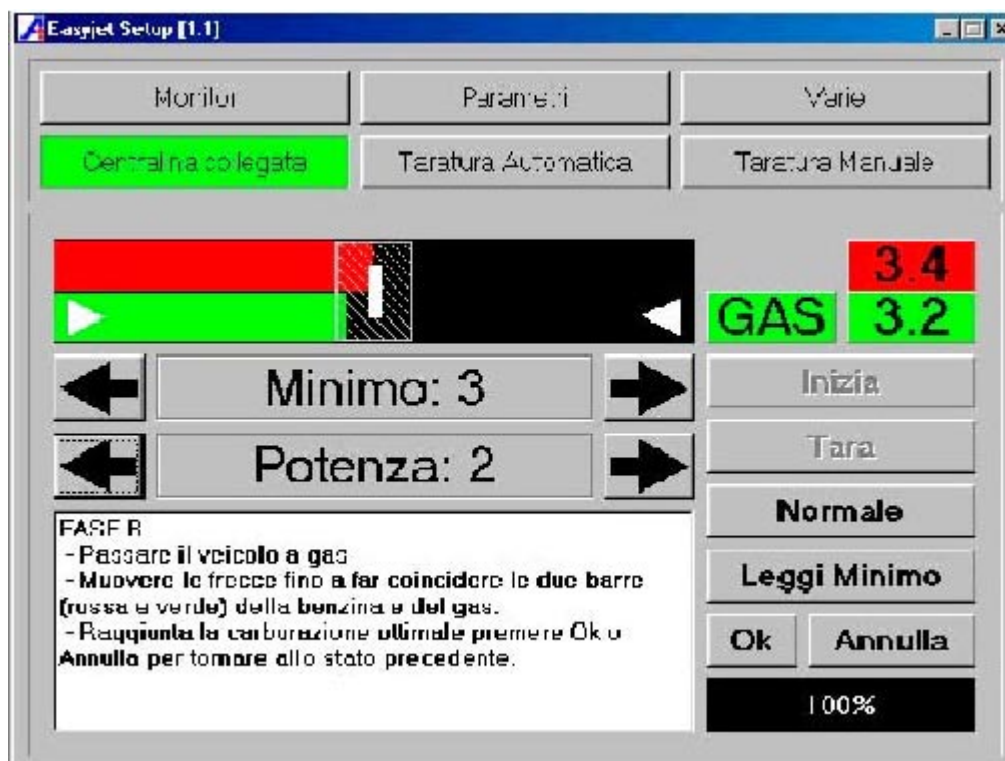 Easyjet Setup [1.1]
Monitor
Parametri
Varie
Centralina collegata
Taratura Automatica
Taratura Manuale
3.4
GAS
3.2
Minimo: 3
Inizia
Potenza: 2
Tara
Normale
FASE B
- Passare il veicolo a gas
- Muovere le frecce fino a far coincidere le due barre
(rossa e verde) della benzina e del gas.
- Raggiunta la carburazione ottimale premere Ok o
Annulla per tornare allo stato precedente.
Leggi Minimo
Ok
Annulla
100%